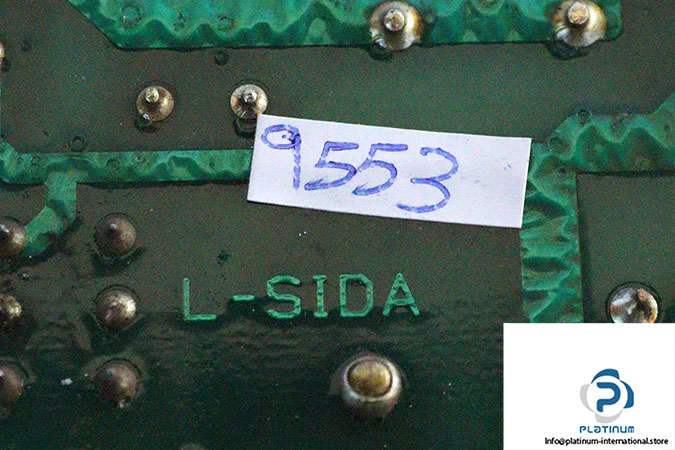 9553
L-SIDA
PLATINUM
Info@platinum-international.store